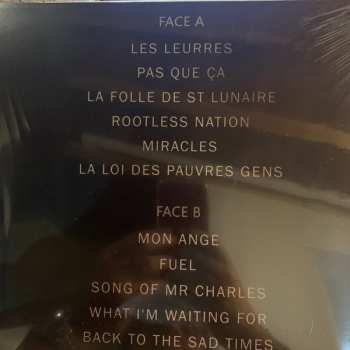 FACE A
LES LEURRES
PAS QUE ÇA
LA FOLLE DE ST LUNAIRE
ROOTLESS NATION
MIRACLES
LA LOI DES PAUVRES GENS
FACE B
MON ANGE
FUEL
SONG OF MR CHARLES
WHAT I'M WAITING FOR
BACK TO THE SAD TIMES